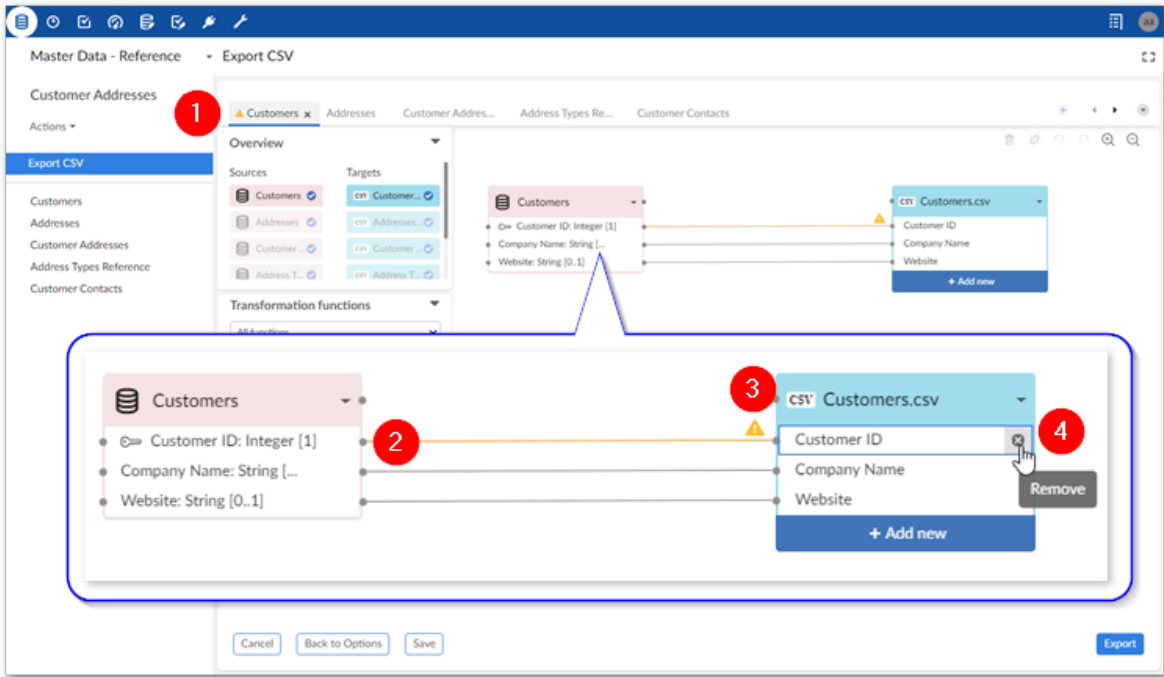 Master Data - Reference
Export CSV
Customer Addresses
Actions
Export CSV
Customers
Addresses
Customer Addresses
Address Types Reference
Customer Contacts
1
Customers x
Addresses
Customer Addres...
Address Types Re...
Customer Contacts
Overview
Sources
Targets
Customers
CSV Customer...
Addresses
CSV Addresses...
Customer ...
CSV Customer...
Address T...
CSV Address T...
Transformation functions
All functions
Customers
Customer ID: Integer [1]
Company Name: String [...
Website: String [0..1]
CSV Customers.csv
Customer ID
Company Name
Website
+ Add new
Customers
Customer ID: Integer [1]
Company Name: String [...
Website: String [0..1]
2
3
CSV Customers.csv
Customer ID
4
Company Name
Website
Remove
+ Add new
Cancel
Back to Options
Save
Export